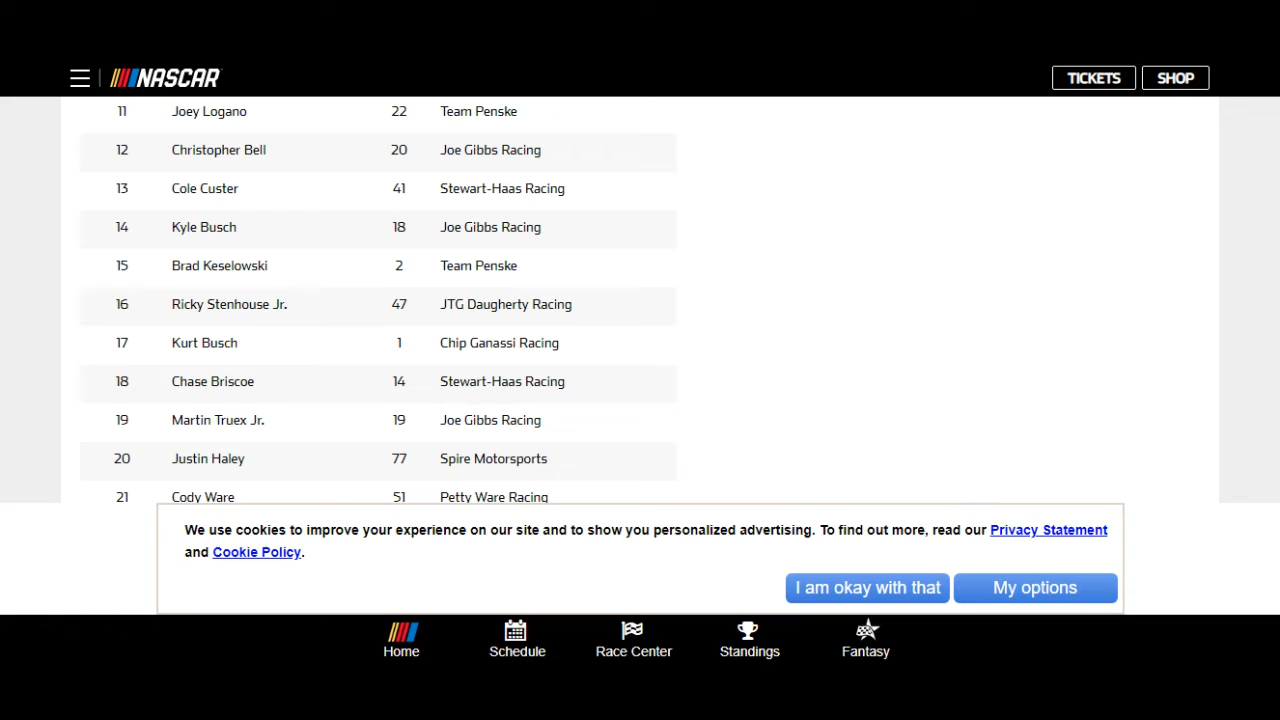 NASCAR TICKETS SHOP
11 Joey Logano 22 Team Penske
12 Christopher Bell 20 Joe Gibbs Racing
13 Cole Custer 41 Stewart-Haas Racing
14 Kyle Busch 18 Joe Gibbs Racing
15 Brad Keselowski 2 Team Penske
16 Ricky Stenhouse Jr. 47 JTG Daugherty Racing
17 Kurt Busch 1 Chip Ganassi Racing
18 Chase Briscoe 14 Stewart-Haas Racing
19 Martin Truex Jr. 19 Joe Gibbs Racing
20 Justin Haley 77 Spire Motorsports
21 Cody Ware 51 Petty Ware Racing
We use cookies to improve your experience on our site and to show you personalized advertising. To find out more, read our Privacy Statement
and Cookie Policy.
I am okay with that My options
Home Schedule Race Center Standings Fantasy